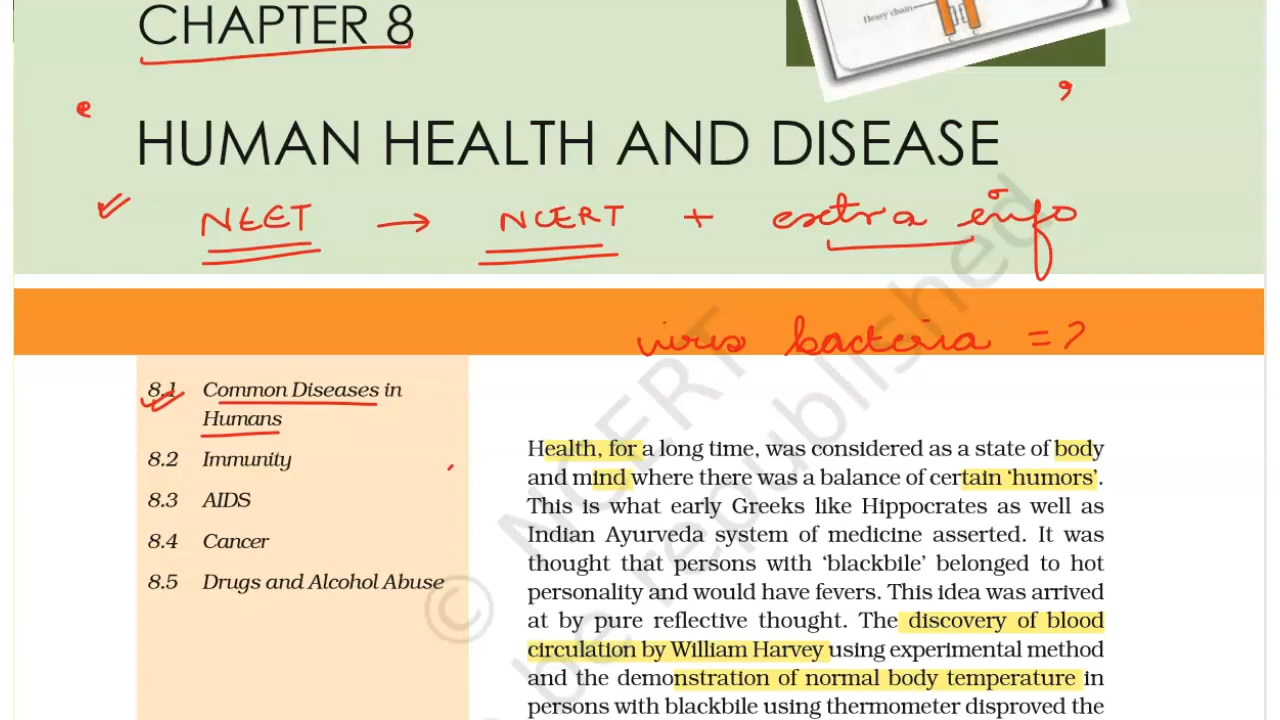 CHAPTER 8
Heavy chain
HUMAN HEALTH AND DISEASE
NEET → NCERT + extra info
virus bacteria = ?
8.1 Common Diseases in
Humans
8.2 Immunity
8.3 AIDS
8.4 Cancer
8.5 Drugs and Alcohol Abuse
Health, for a long time, was considered as a state of body
and mind where there was a balance of certain ‘humors’.
This is what early Greeks like Hippocrates as well as
Indian Ayurveda system of medicine asserted. It was
thought that persons with ‘blackbile’ belonged to hot
personality and would have fevers. This idea was arrived
at by pure reflective thought. The discovery of blood
circulation by William Harvey using experimental method
and the demonstration of normal body temperature in
persons with blackbile using thermometer disproved the
© NCERT
be republished